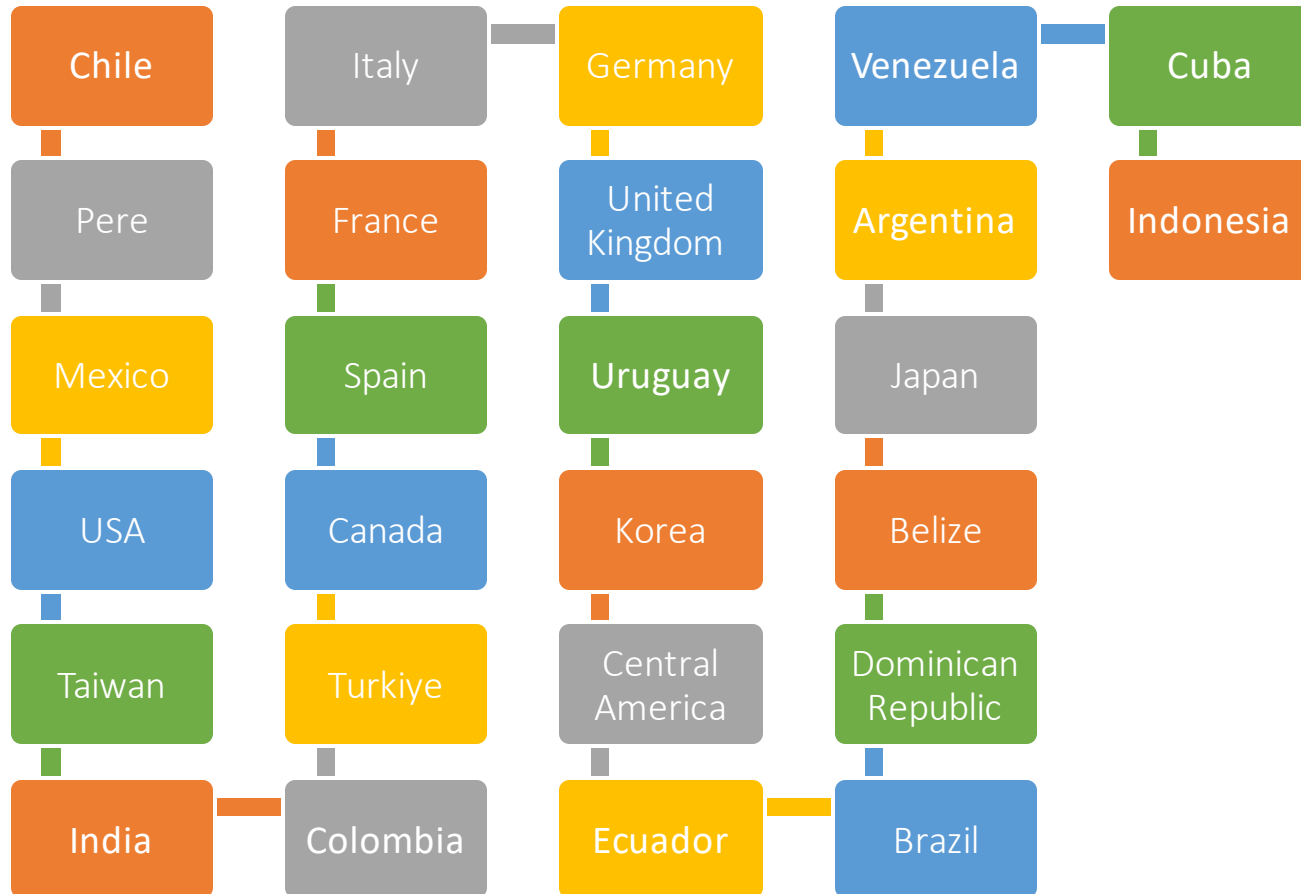 Chile
Pere
Mexico
USA
Taiwan
India
Colombia
Turkiye
Canada
Spain
France
Italy
Germany
United
Kingdom
Uruguay
Korea
Central
America
Ecuador
Brazil
Dominican
Republic
Belize
Japan
Argentina
Venezuela
Cuba
Indonesia